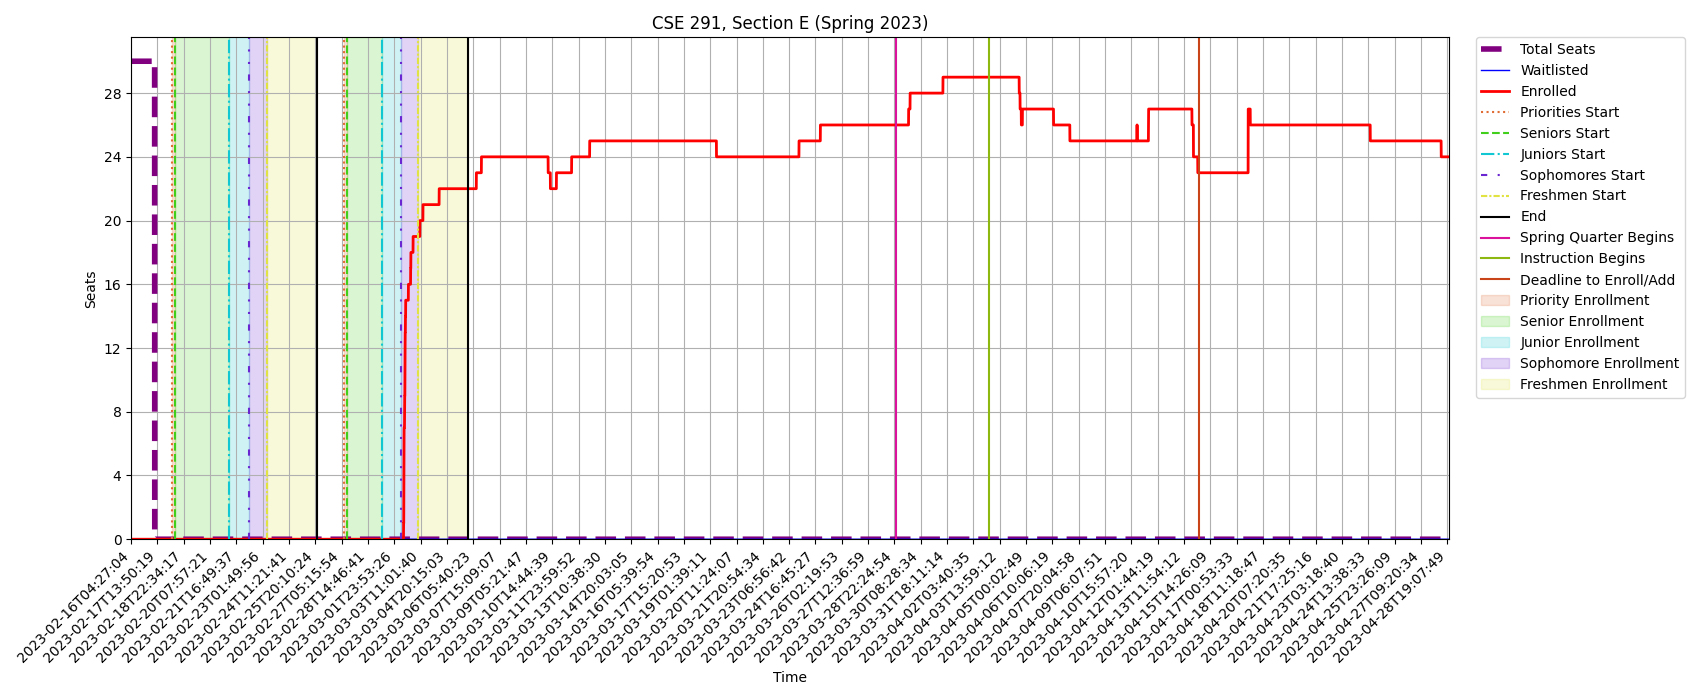 CSE 291, Section E (Spring 2023)
Seats
28
24
20
16
12
8
4
0
2023-02-16T04:27:04
2023-02-17T13:50:19
2023-02-18T22:34:17
2023-02-20T07:57:21
2023-02-21T16:49:37
2023-02-23T01:49:56
2023-02-24T11:21:41
2023-02-25T20:10:24
2023-02-27T05:15:54
2023-02-28T14:46:41
2023-03-01T23:53:26
2023-03-03T11:01:40
2023-03-04T20:15:03
2023-03-06T05:40:23
2023-03-07T15:09:07
2023-03-09T05:21:47
2023-03-10T14:44:39
2023-03-11T23:59:52
2023-03-13T10:38:30
2023-03-14T20:03:05
2023-03-16T05:39:54
2023-03-17T15:20:53
2023-03-19T01:39:11
2023-03-20T11:24:07
2023-03-21T20:54:34
2023-03-23T06:56:42
2023-03-24T16:45:27
2023-03-26T02:19:53
2023-03-27T12:36:59
2023-03-28T22:24:54
2023-03-30T08:28:34
2023-03-31T18:11:14
2023-04-02T03:40:35
2023-04-03T13:59:12
2023-04-05T00:02:49
2023-04-06T10:06:19
2023-04-07T20:04:58
2023-04-09T06:07:51
2023-04-10T15:57:20
2023-04-12T01:44:19
2023-04-13T11:54:12
2023-04-15T14:26:09
2023-04-17T00:53:33
2023-04-18T11:18:47
2023-04-20T07:20:35
2023-04-21T17:25:16
2023-04-24T03:18:40
2023-04-24T13:38:33
2023-04-25T23:26:09
2023-04-27T09:20:34
2023-04-28T19:07:49
Time
Total Seats
Waitlisted
Enrolled
Priorities Start
Seniors Start
Juniors Start
Sophomores Start
Freshmen Start
End
Spring Quarter Begins
Instruction Begins
Deadline to Enroll/Add
Priority Enrollment
Senior Enrollment
Junior Enrollment
Sophomore Enrollment
Freshmen Enrollment